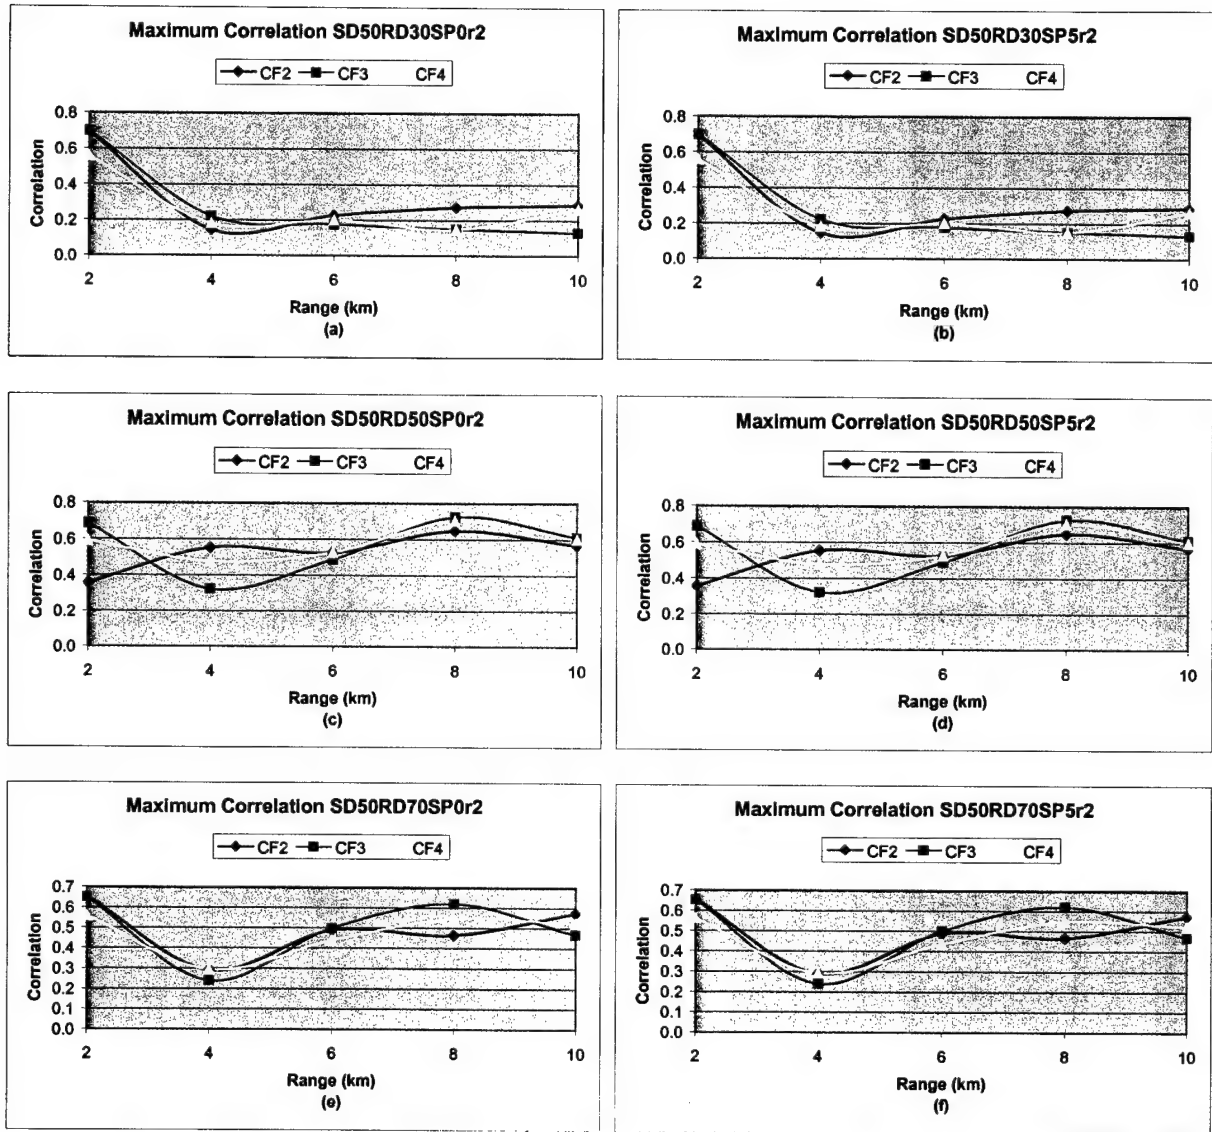 Maximum Correlation SD50RD30SP0r2
CF2 CF3 CF4
Correlation
0.8
0.6
0.4
0.2
0.0
2 4 6 8 10
Range (km)
(a)
Maximum Correlation SD50RD30SP5r2
CF2 CF3 CF4
Correlation
0.8
0.6
0.4
0.2
0.0
2 4 6 8 10
Range (km)
(b)
Maximum Correlation SD50RD50SP0r2
CF2 CF3 CF4
Correlation
0.8
0.6
0.4
0.2
0.0
2 4 6 8 10
Range (km)
(c)
Maximum Correlation SD50RD50SP5r2
CF2 CF3 CF4
Correlation
0.8
0.6
0.4
0.2
0.0
2 4 6 8 10
Range (km)
(d)
Maximum Correlation SD50RD70SP0r2
CF2 CF3 CF4
Correlation
0.7
0.6
0.5
0.4
0.3
0.2
0.1
0.0
2 4 6 8 10
Range (km)
(e)
Maximum Correlation SD50RD70SP5r2
CF2 CF3 CF4
Correlation
0.7
0.6
0.5
0.4
0.3
0.2
0.1
0.0
2 4 6 8 10
Range (km)
(f)